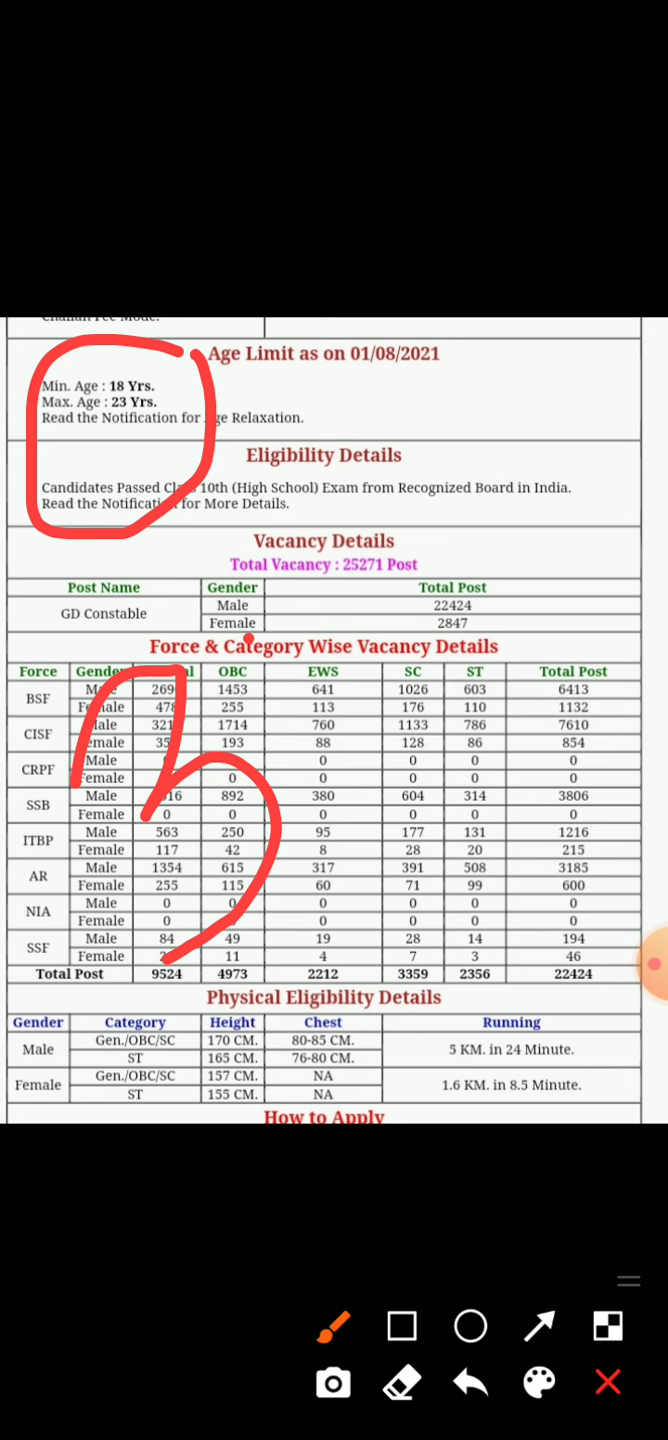 Age Limit as on 01/08/2021
Min. Age : 18 Yrs.
Max. Age : 23 Yrs.
Read the Notification for Age Relaxation.
Eligibility Details
Candidates Passed Class 10th (High School) Exam from Recognized Board in India.
Read the Notification for More Details.
Vacancy Details
Total Vacancy : 25271 Post
Post Name Gender Total Post
GD Constable Male 22424
Female 2847
Force & Category Wise Vacancy Details
Force Gender OBC EWS SC ST Total Post
BSF Male 1453 641 1026 603 6413
Female 478 255 113 176 110 1132
CISF Male 1714 760 1133 786 7610
Female 193 88 128 86 854
CRPF Male 0 0 0 0
Female 0 0 0 0 0
SSB Male 892 380 604 314 3806
Female 0 0 0 0 0 0
ITBP Male 563 250 95 177 131 1216
Female 117 42 8 28 20 215
AR Male 1354 615 317 391 508 3185
Female 255 115 60 71 99 600
NIA Male 0 0 0 0 0 0
Female 0 0 0 0 0
SSF Male 84 49 19 28 14 194
Female 11 4 7 3 46
Total Post 9524 4973 2212 3359 2356 22424
Physical Eligibility Details
Gender Category Height Chest Running
Male Gen./OBC/SC 170 CM. 80-85 CM. 5 KM. in 24 Minute.
ST 165 CM. 76-80 CM.
Female Gen./OBC/SC 157 CM. NA 1.6 KM. in 8.5 Minute.
ST 155 CM. NA
How to Apply